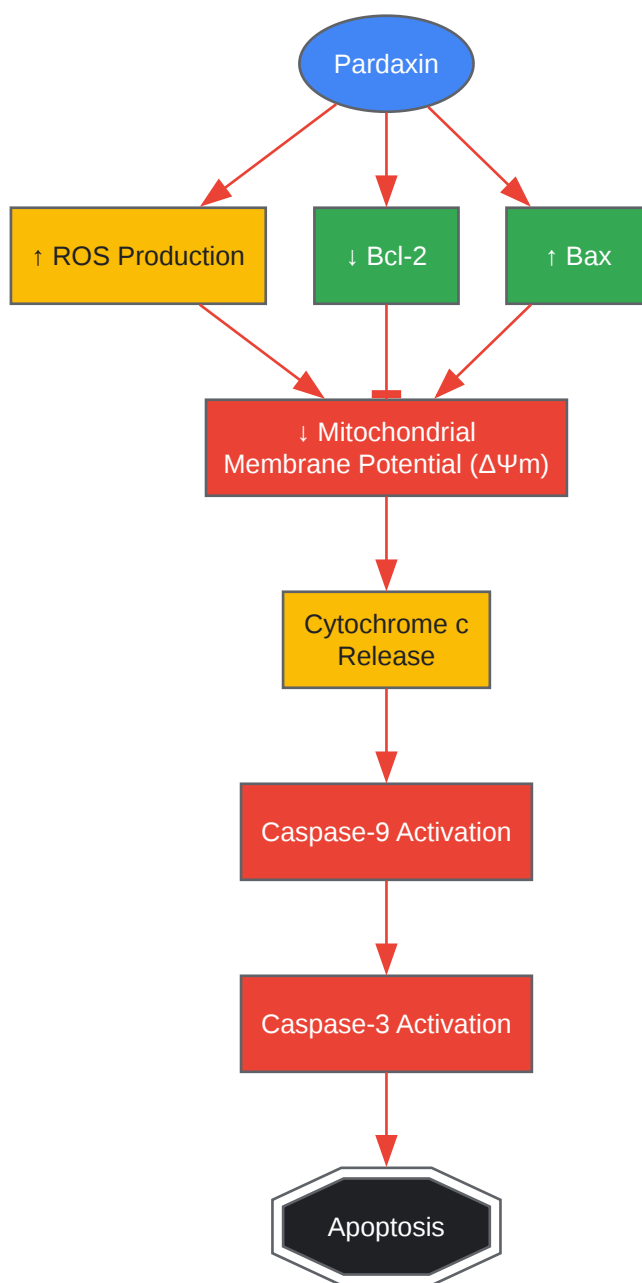 Pardaxin
↑ ROS Production
↓ Bcl-2
↑ Bax
↓ Mitochondrial
Membrane Potential (ΔΨm)
Cytochrome c
Release
Caspase-9 Activation
Caspase-3 Activation
Apoptosis